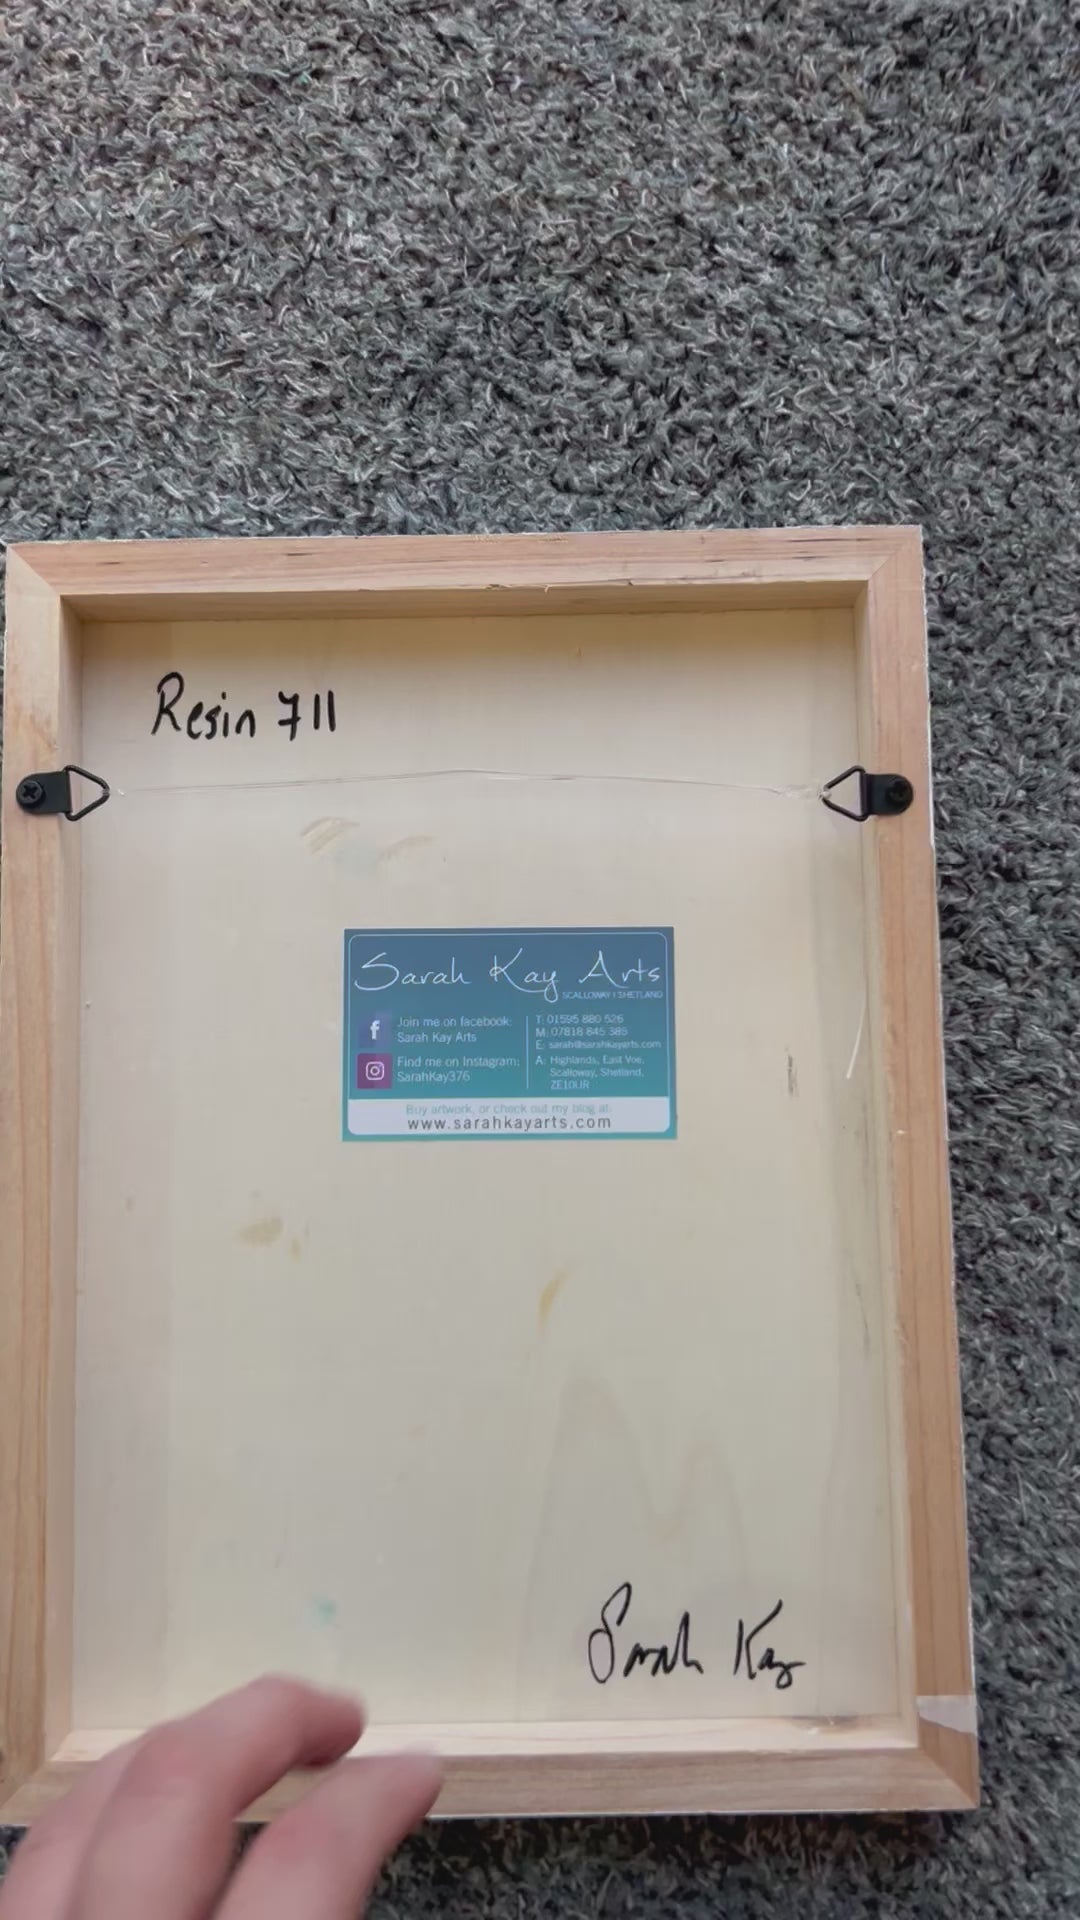 Resin 711
Sarah Kay Arts
SCALLOWAY | SHETLAND
f
Join me on facebook:
Sarah Kay Arts
Find me on Instagram:
SarahKay376
T: 01595 880 526
M: 07818 845 385
E: sarah@sarahkayarts.com
A: Highlands, East Voe,
Scalloway, Shetland,
ZE10UR
Buy artwork, or check out my blog at:
www.sarahkayarts.com
Sarah Kay